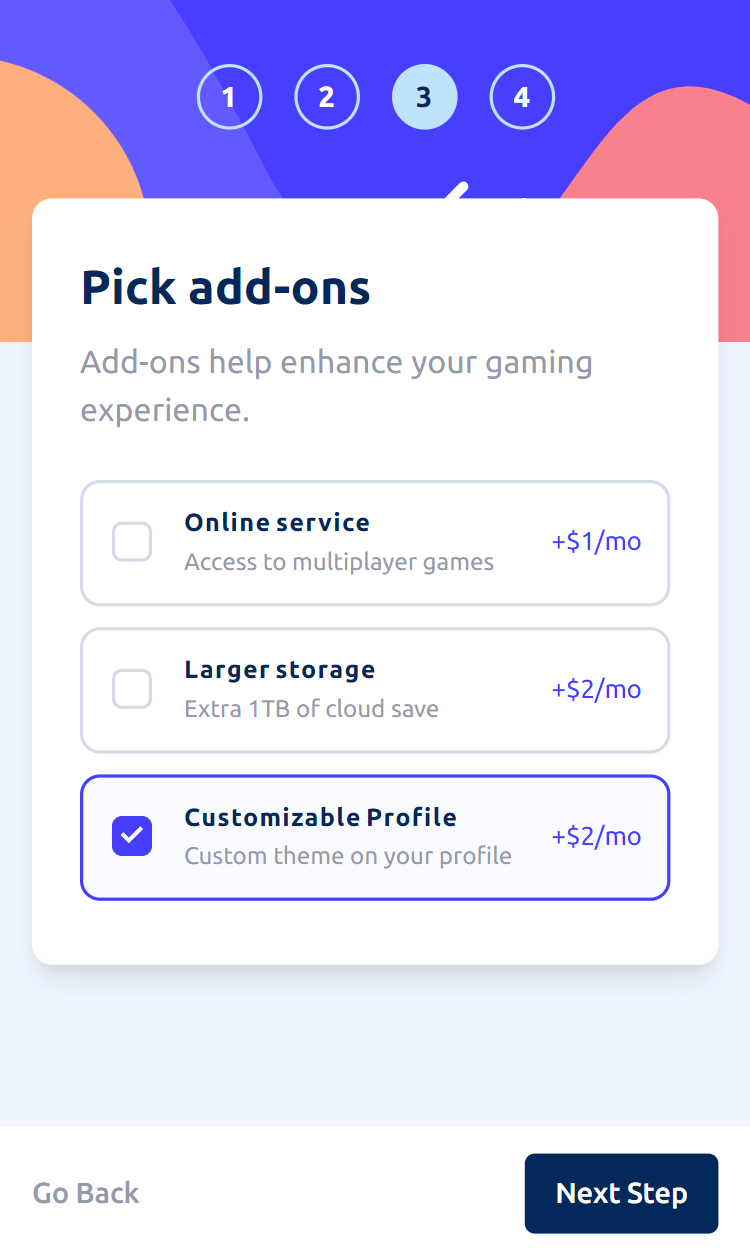 1 2 3 4
Pick add-ons
Add-ons help enhance your gaming
experience.
Online service
Access to multiplayer games
+$1/mo
Larger storage
Extra 1TB of cloud save
+$2/mo
Customizable Profile
Custom theme on your profile
+$2/mo
Go Back
Next Step